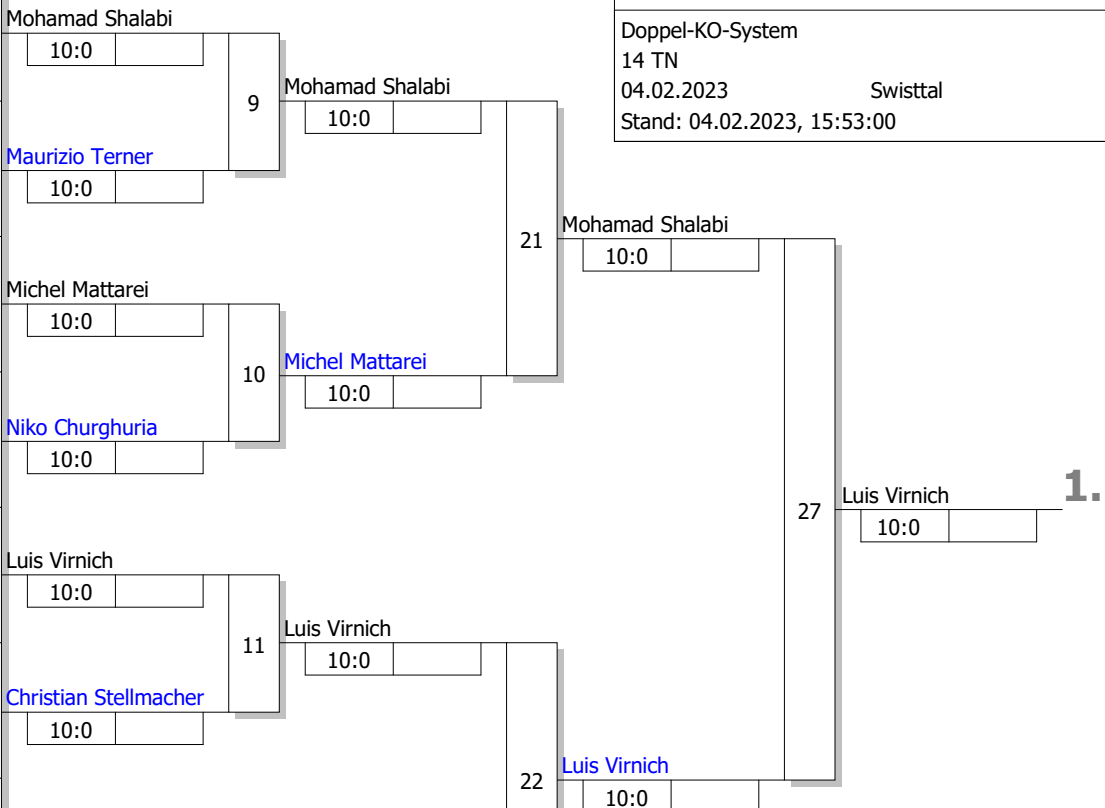 Mohamad Shalabi
10:0
Doppel-KO-System
14 TN
04.02.2023 Swisttal
Stand: 04.02.2023, 15:53:00
9
Mohamad Shalabi
10:0
Maurizio Terner
10:0
21
Mohamad Shalabi
10:0
Michel Mattarei
10:0
10
Michel Mattarei
10:0
Niko Churghuria
10:0
27
Luis Virnich
10:0
1.
Luis Virnich
10:0
11
Luis Virnich
10:0
Christian Stellmacher
10:0
22
Luis Virnich
10:0